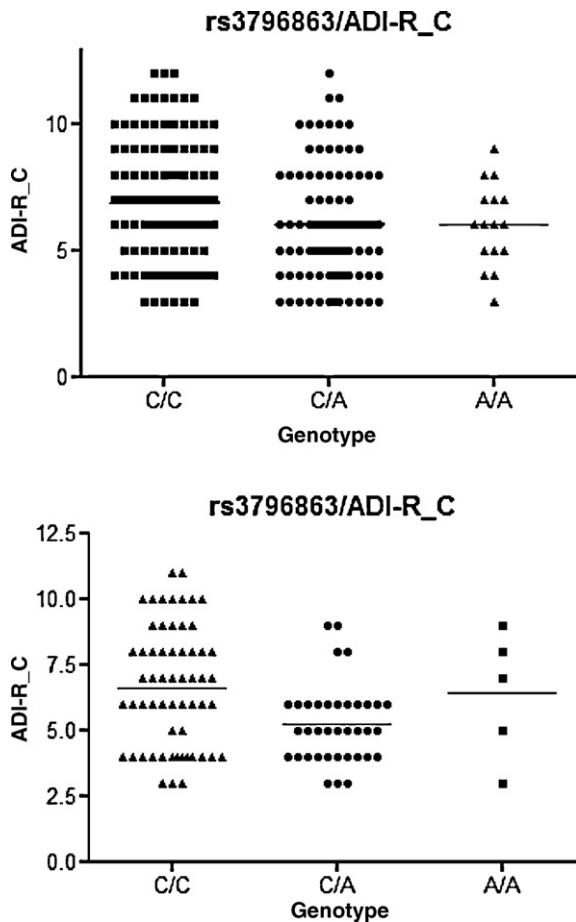 rs3796863/ADI-R_C
ADI-R_C
10
5
0
C/C C/A A/A
Genotype
rs3796863/ADI-R_C
ADI-R_C
12.5
10.0
7.5
5.0
2.5
0.0
C/C C/A A/A
Genotype